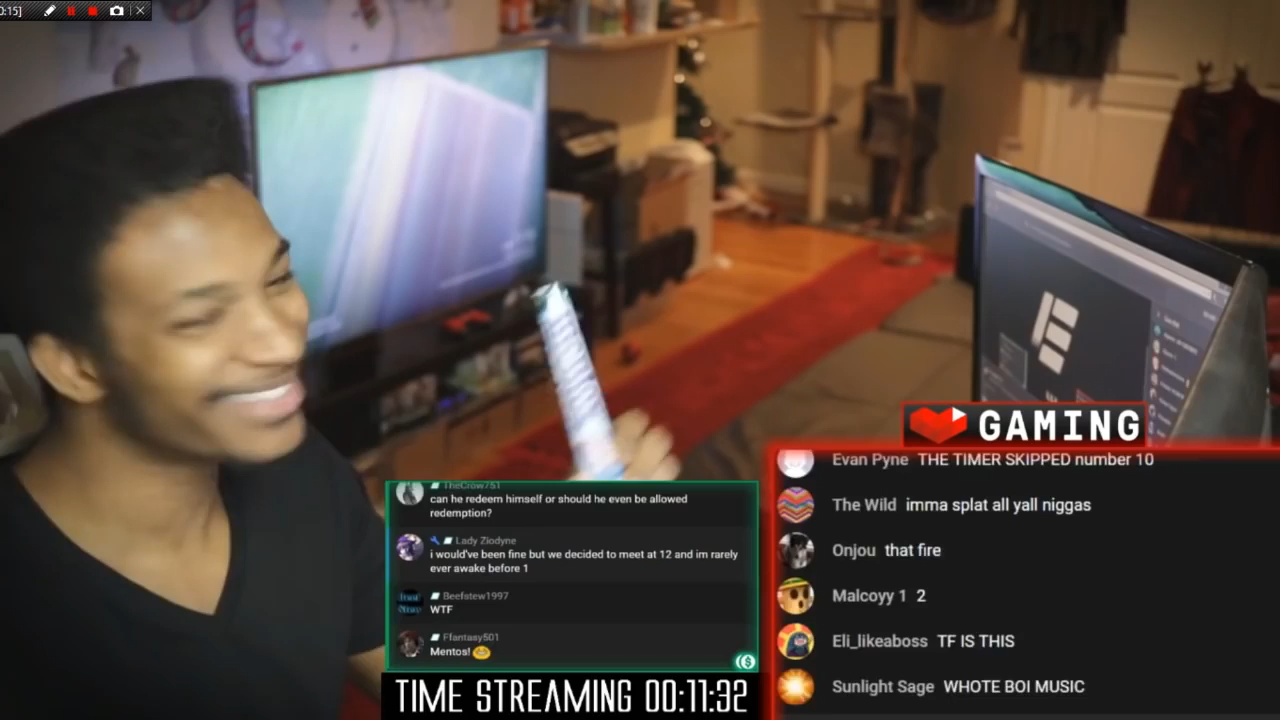 0:15]
TheCrow751
can he redeem himself or should he even be allowed
redemption?
Lady Ziodyne
i would've been fine but we decided to meet at 12 and im rarely
ever awake before 1
Beefstew1997
WTF
Ffantasy501
Mentos!
TIME STREAMING 00:11:32
GAMING
Evan Pyne THE TIMER SKIPPED number 10
The Wild imma splat all yall niggas
Onjou that fire
Malcoyy 1 2
Eli_likeaboss TF IS THIS
Sunlight Sage WHOTE BOI MUSIC